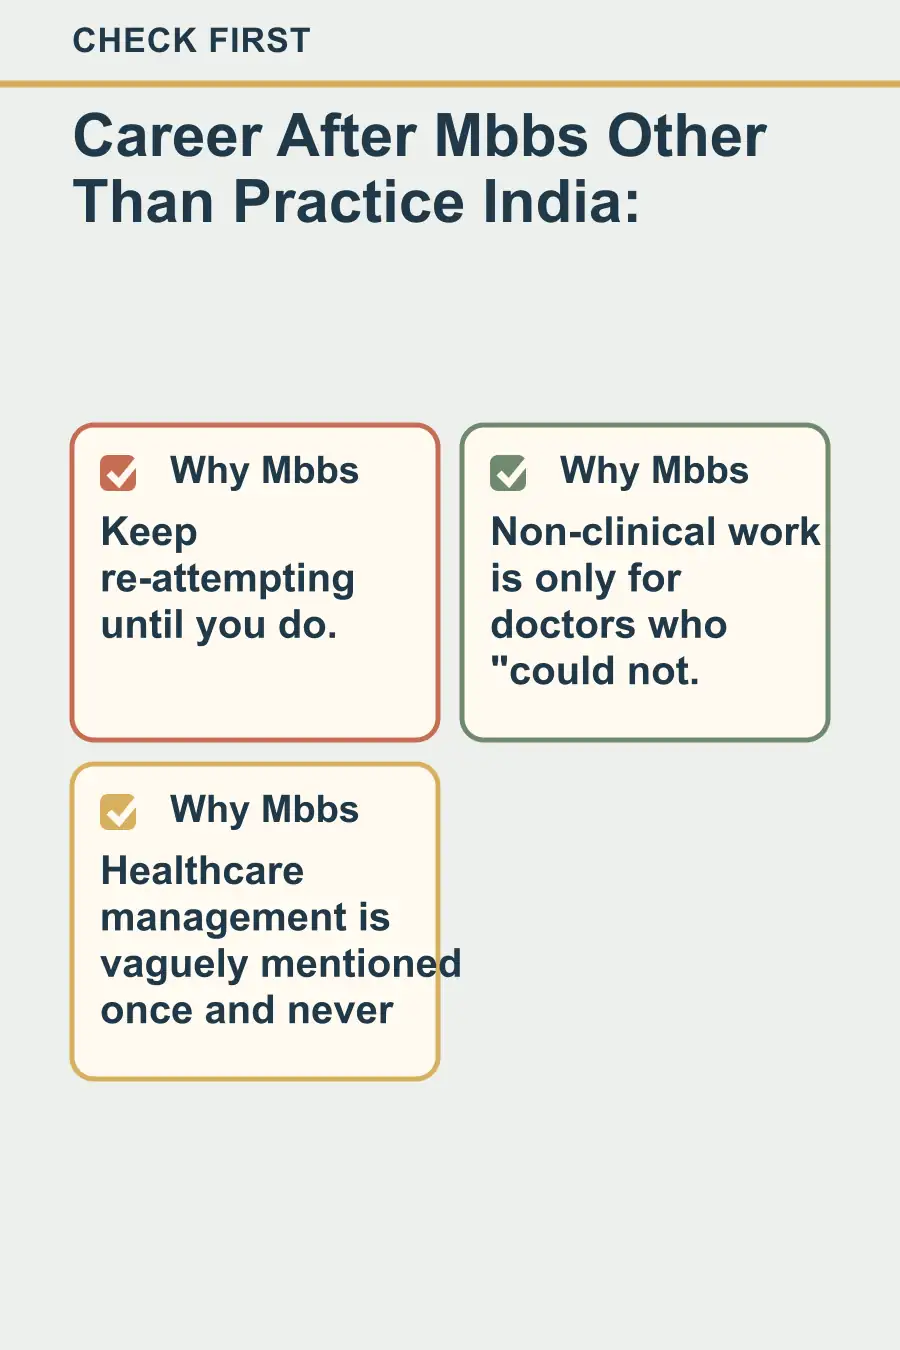 CHECK FIRST
Career After Mbbs Other
Than Practice India:
Why Mbbs
Keep
re-attempting
until you do.
Why Mbbs
Non-clinical work
is only for
doctors who
"could not.
Why Mbbs
Healthcare
management is
vaguely mentioned
once and never